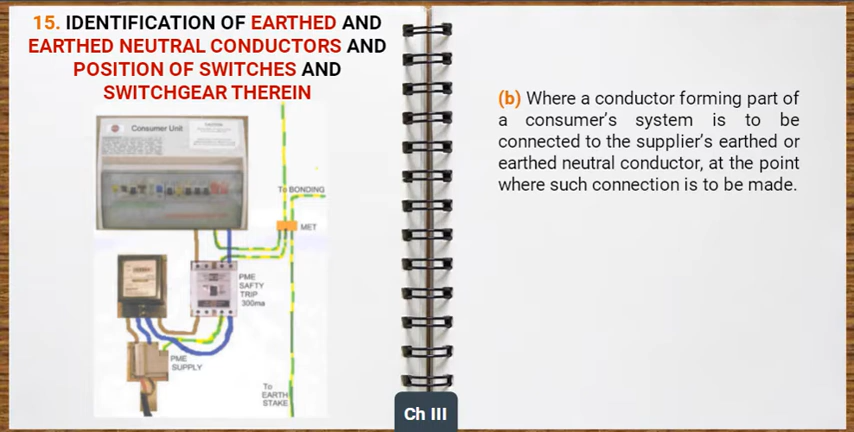 15. IDENTIFICATION OF EARTHED AND
EARTHED NEUTRAL CONDUCTORS AND
POSITION OF SWITCHES AND
SWITCHGEAR THEREIN
Consumer Unit
To BONDING
MET
PME
SAFTY
TRIP
300ma
PME
SUPPLY
To
EARTH
STAKE
(b) Where a conductor forming part of
a consumer's system is to be
connected to the supplier's earthed or
earthed neutral conductor, at the point
where such connection is to be made.
Ch III